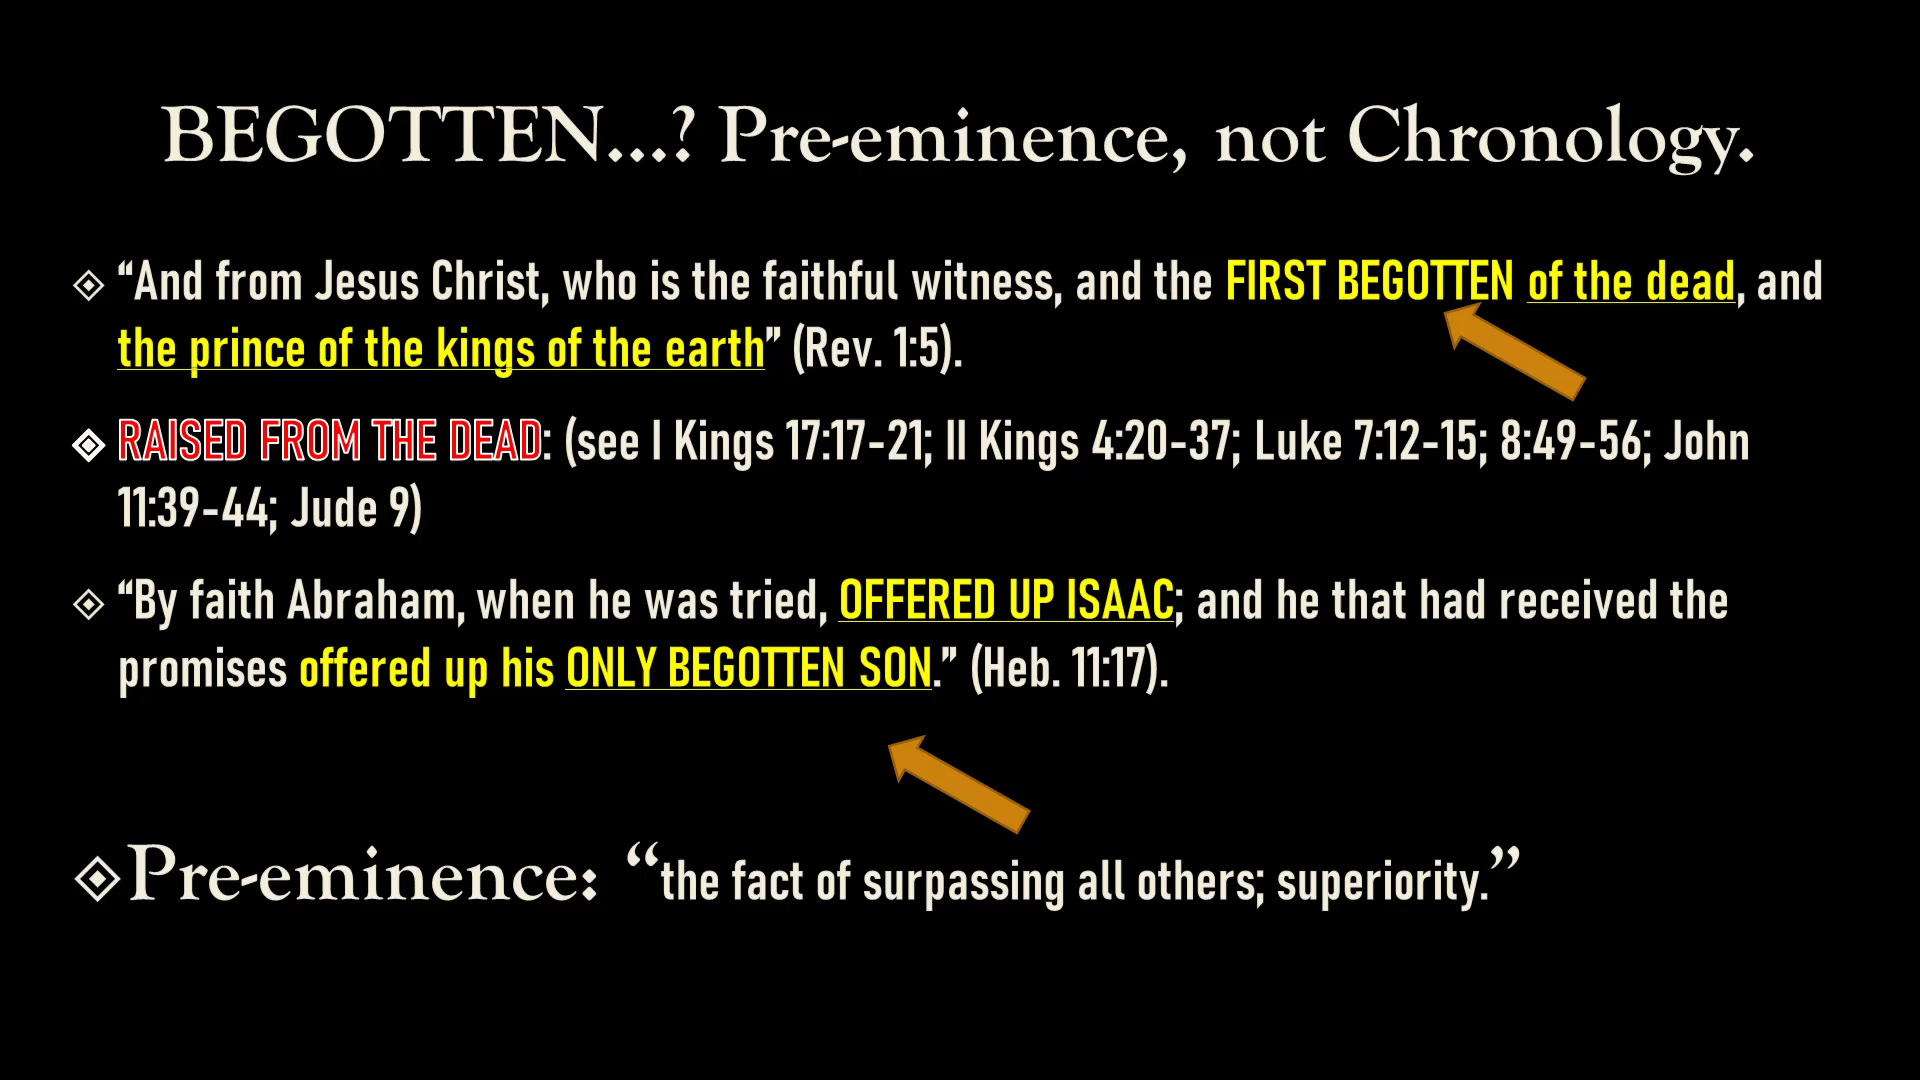 BEGOTTEN...? Pre-eminence, not Chronology.
“And from Jesus Christ, who is the faithful witness, and the FIRST BEGOTTEN of the dead, and
the prince of the kings of the earth” (Rev. 1:5).
RAISED FROM THE DEAD: (see I Kings 17:17-21; II Kings 4:20-37; Luke 7:12-15; 8:49-56; John
11:39-44; Jude 9)
“By faith Abraham, when he was tried, OFFERED UP ISAAC; and he that had received the
promises offered up his ONLY BEGOTTEN SON.” (Heb. 11:17).
Pre-eminence: “the fact of surpassing all others; superiority.”